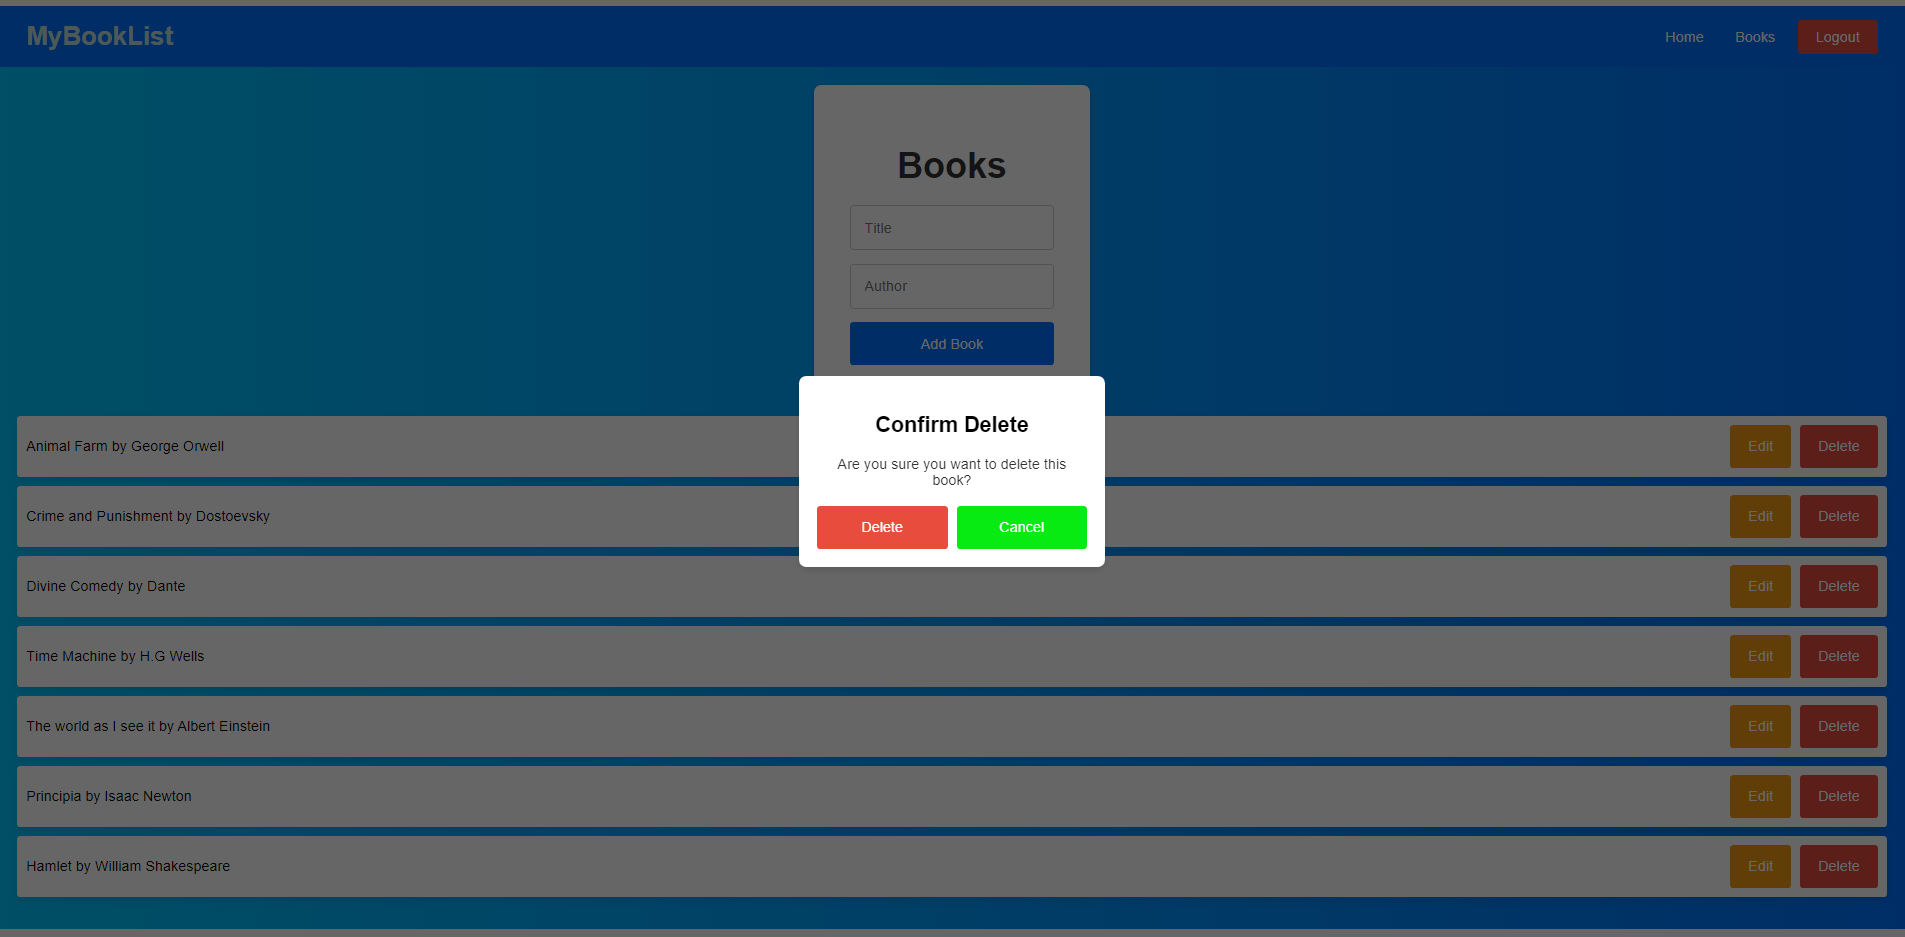 MyBookList
Home Books Logout
Books
Title
Author
Add Book
Confirm Delete
Are you sure you want to delete this
book?
Delete Cancel
Animal Farm by George Orwell Edit Delete
Crime and Punishment by Dostoevsky Edit Delete
Divine Comedy by Dante Edit Delete
Time Machine by H.G Wells Edit Delete
The world as I see it by Albert Einstein Edit Delete
Principia by Isaac Newton Edit Delete
Hamlet by William Shakespeare Edit Delete